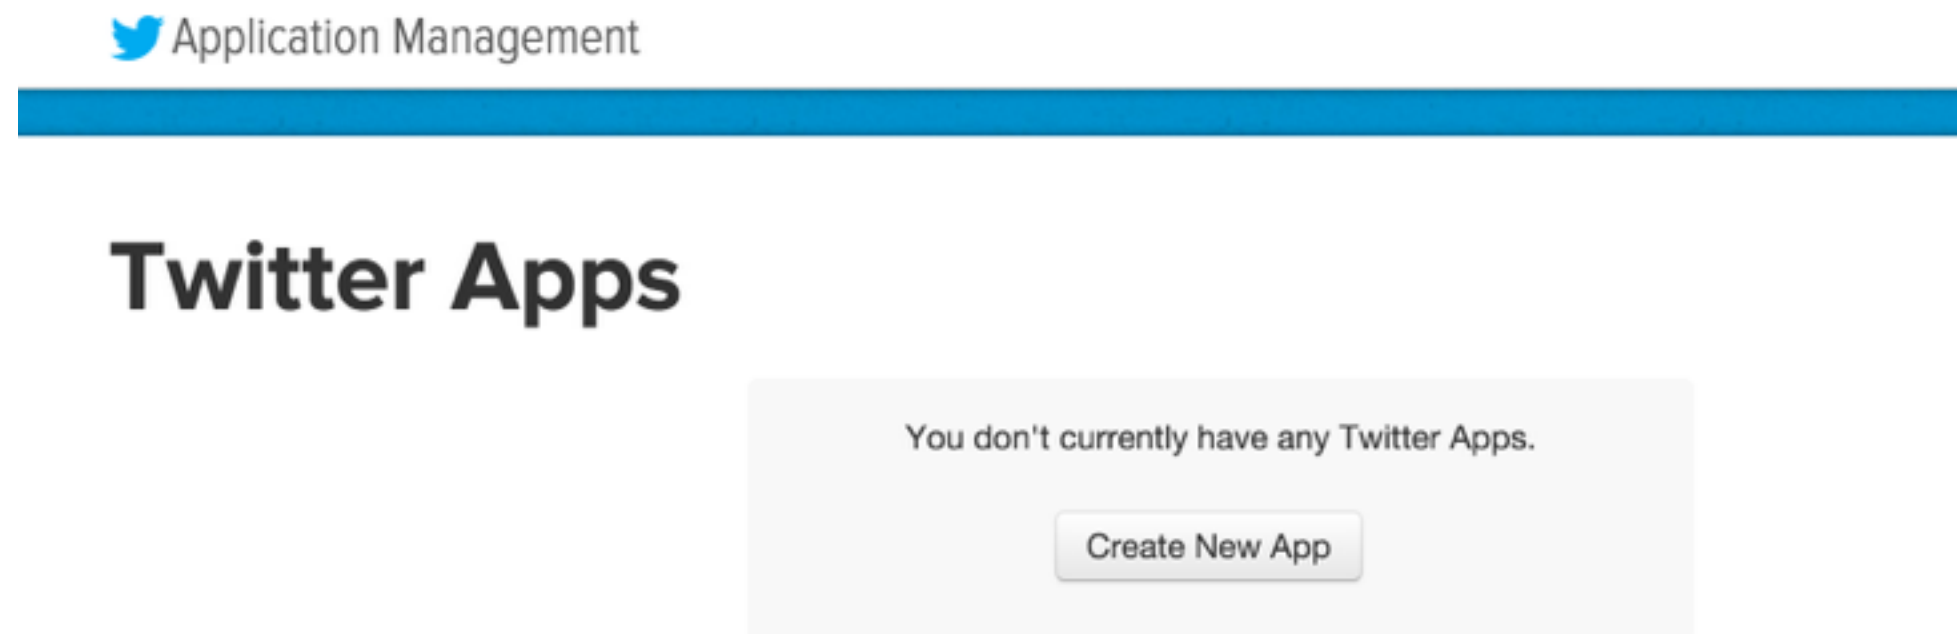 Application Management
Twitter Apps
You don't currently have any Twitter Apps.
Create New App